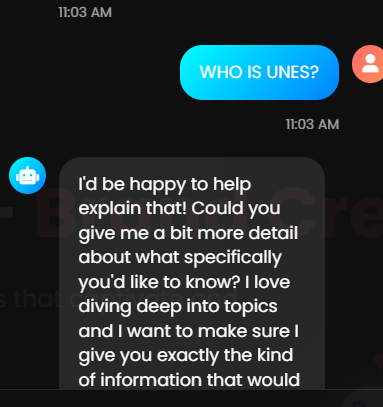 11:03 AM
WHO IS UNES?
11:03 AM
I'd be happy to help
explain that! Could you
give me a bit more detail
about what specifically
you'd like to know? I love
diving deep into topics
and I want to make sure I
give you exactly the kind
of information that would